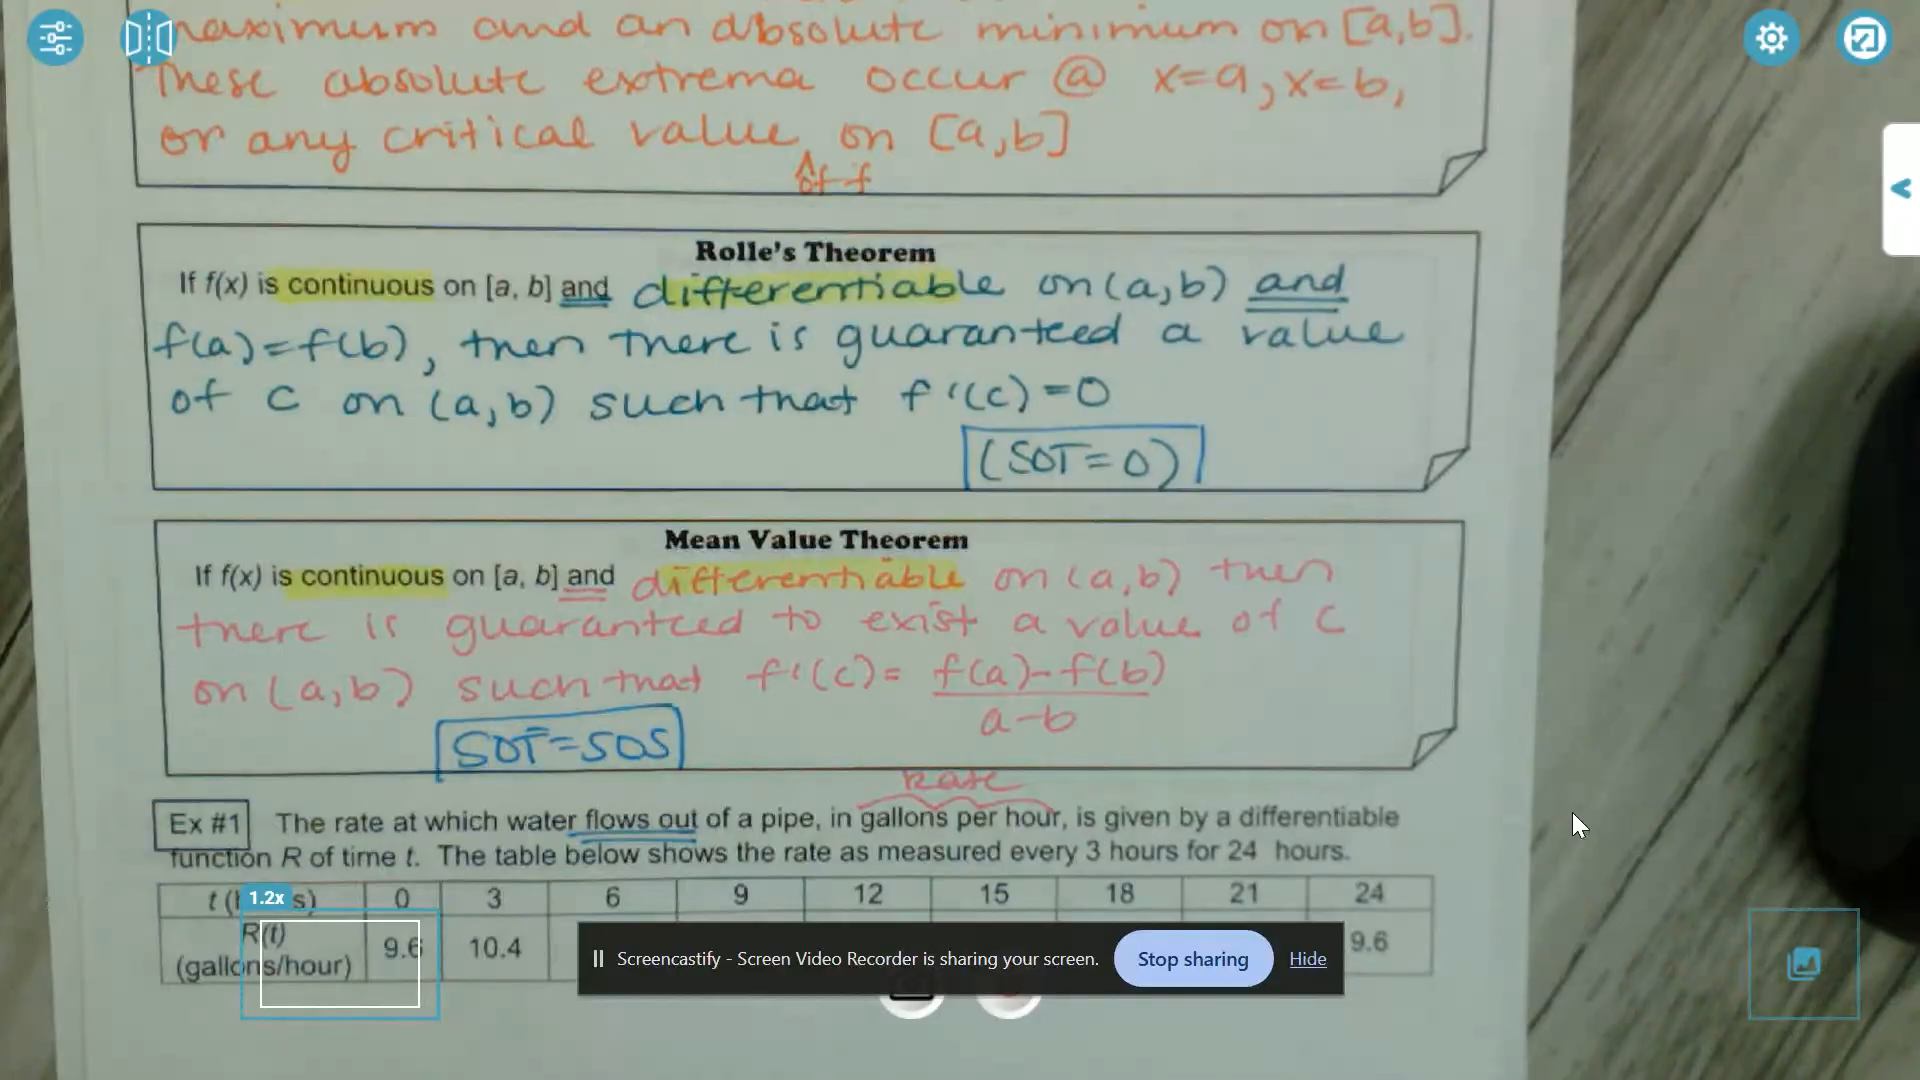 maximum and an absolute minimum on [a,b].
These absolute extrema occur @ x=a, x=b,
or any critical value on [a,b]
of f
Rolle's Theorem
If f(x) is continuous on [a, b] and differentiable on (a,b) and
f(a)=f(b), then there is guaranteed a value
of c on (a,b) such that f'(c)=0
(SOT=0)
Mean Value Theorem
If f(x) is continuous on [a, b] and differentiable on (a,b) then
there is guaranteed to exist a value of c
on (a,b) such that f'(c)= f(a)-f(b)
a-b
SOT=SOS
Rate
Ex #1 The rate at which water flows out of a pipe, in gallons per hour, is given by a differentiable
function R of time t. The table below shows the rate as measured every 3 hours for 24 hours.
1.2x
0 3 6 9 12 15 18 21 24
R(t)
(gallons/hour) 9.6 10.4 9.6
Screencastify - Screen Video Recorder is sharing your screen. Stop sharing Hide